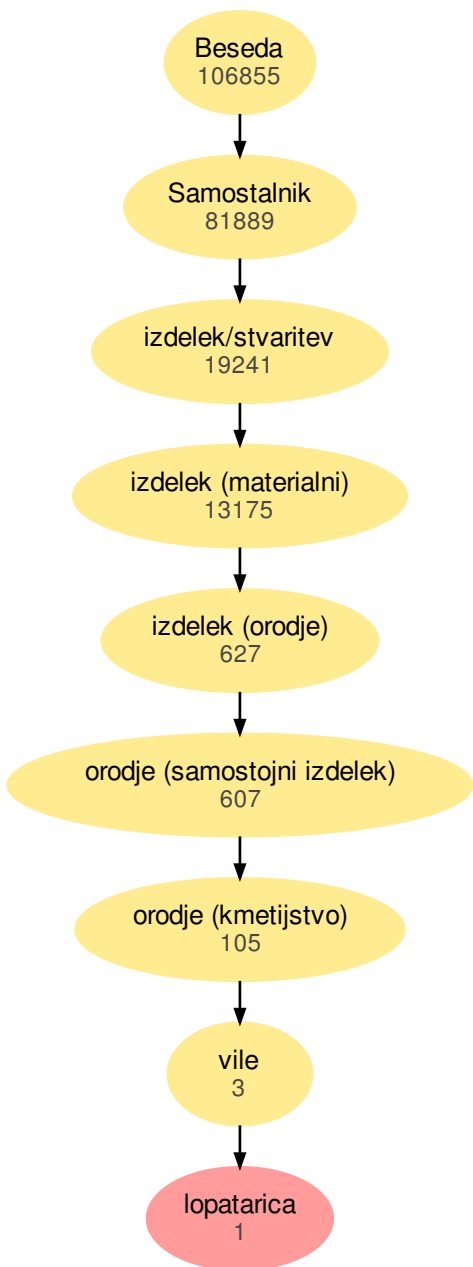 Beseda
106855
Samostalnik
81889
izdelek/stvaritev
19241
izdelek (materialni)
13175
izdelek (orodje)
627
orodje (samostojni izdelek)
607
orodje (kmetijstvo)
105
vile
3
lopatarica
1